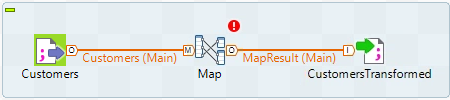 O Customers (Main) M O MapResult (Main) I
Customers Map CustomersTransformed